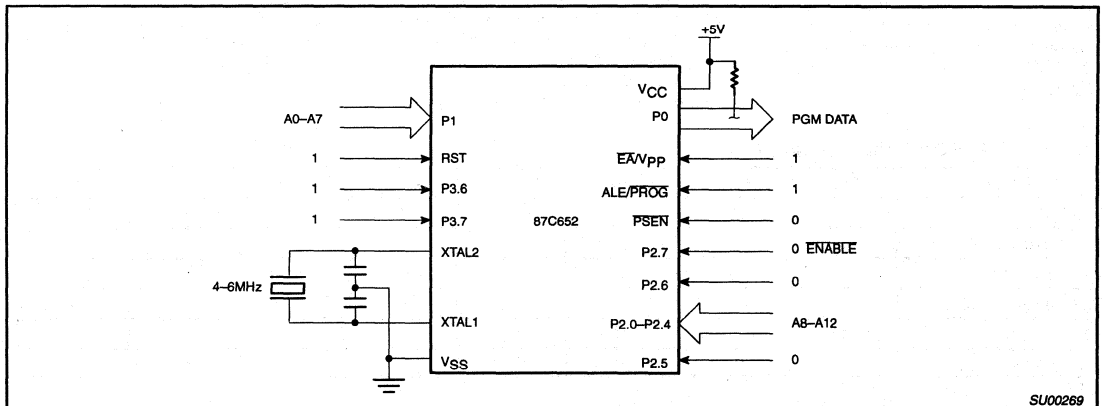 +5V
VCC
P0
PGM DATA
A0–A7
P1
1
RST
EA/VPP
1
1
P3.6
ALE/PROG
1
1
P3.7
87C652
PSEN
0
XTAL2
P2.7
0 ENABLE
4–6MHz
P2.6
0
XTAL1
P2.0–P2.4
A8–A12
VSS
P2.5
0
SU00269